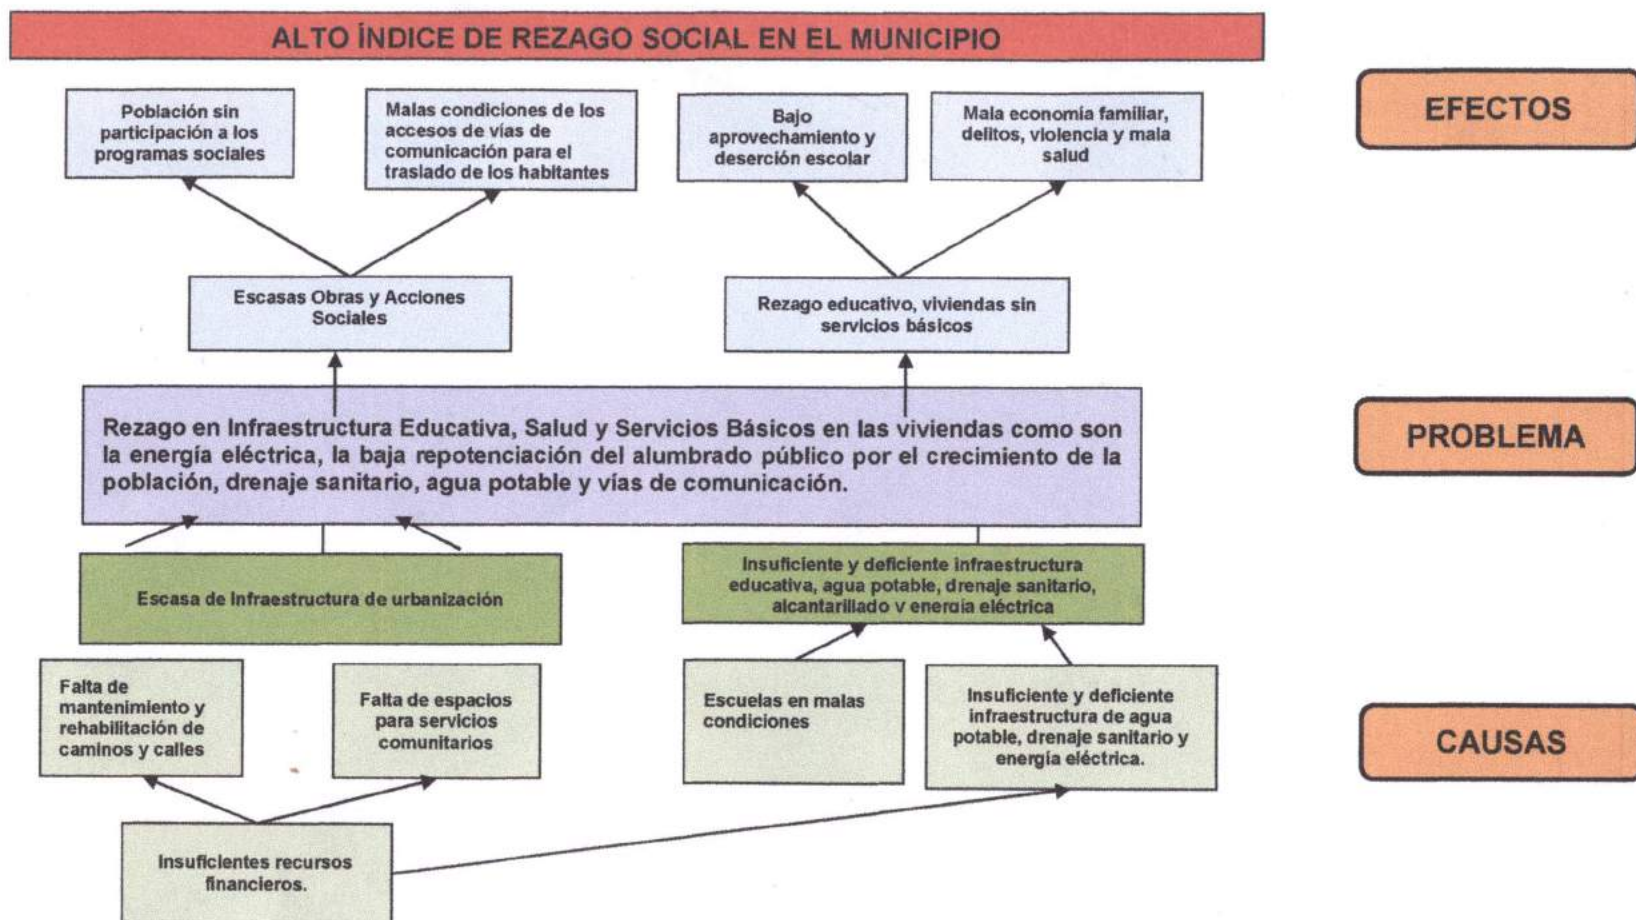 ALTO ÍNDICE DE REZAGO SOCIAL EN EL MUNICIPIO
EFECTOS
Población sin
participación a los
programas sociales
Malas condiciones de los
accesos de vías de
comunicación para el
traslado de los habitantes
Bajo
aprovechamiento y
deserción escolar
Mala economía familiar,
delitos, violencia y mala
salud
Escasas Obras y Acciones
Sociales
Rezago educativo, viviendas sin
servicios básicos
PROBLEMA
Rezago en Infraestructura Educativa, Salud y Servicios Básicos en las viviendas como son
la energía eléctrica, la baja repotenciación del alumbrado público por el crecimiento de la
población, drenaje sanitario, agua potable y vías de comunicación.
Escasa de Infraestructura de urbanización
Insuficiente y deficiente infraestructura
educativa, agua potable, drenaje sanitario,
alcantarillado y energía eléctrica
Falta de
mantenimiento y
rehabilitación de
caminos y calles
Falta de espacios
para servicios
comunitarios
Escuelas en malas
condiciones
Insuficiente y deficiente
infraestructura de agua
potable, drenaje sanitario y
energía eléctrica.
CAUSAS
Insuficientes recursos
financieros.